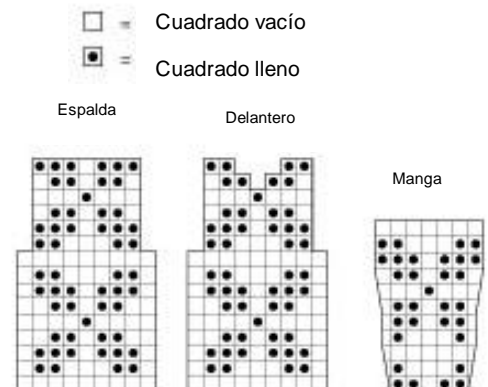 = Cuadrado vacío
= Cuadrado lleno
Espalda
Delantero
Manga